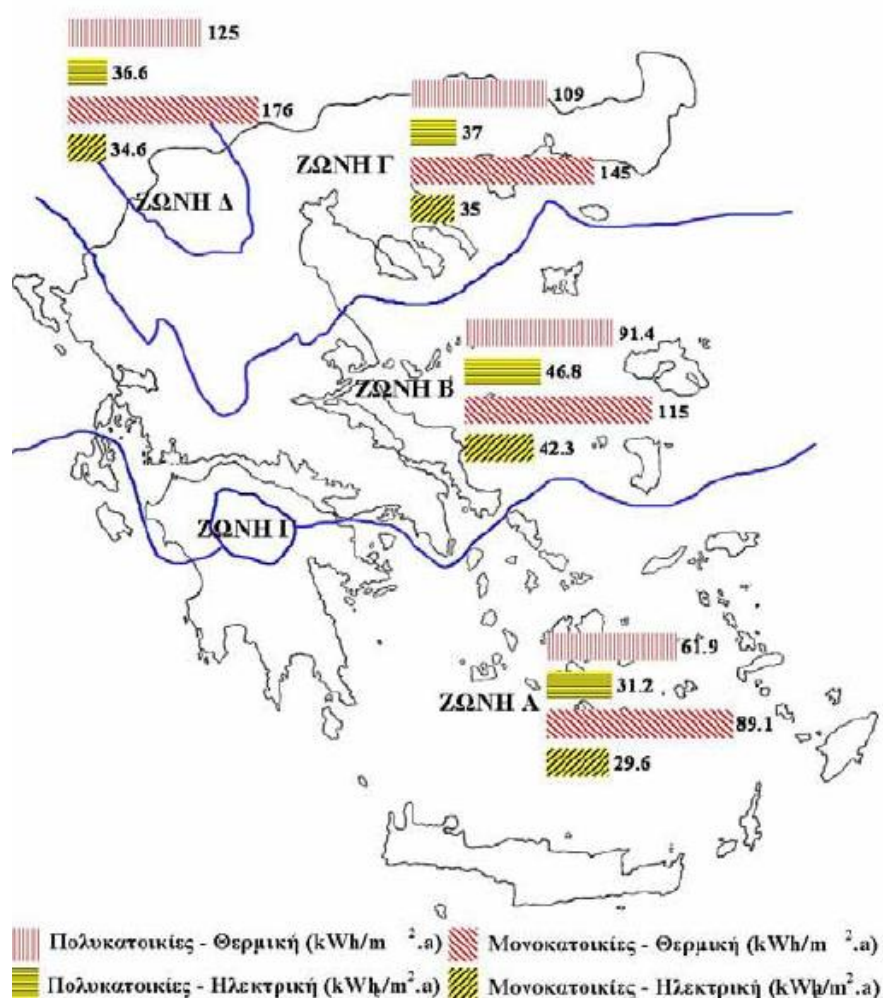 125
36.6
176
34.6
ΖΩΝΗ Δ
109
37
145
35
ΖΩΝΗ Γ
91.4
46.8
115
42.3
ΖΩΝΗ Β
ΖΩΝΗ Ι
61.9
31.2
89.1
29.6
ΖΩΝΗ Α
Πολυκατοικίες - Θερμική (kWh/m ².a)
Μονοκατοικίες - Θερμική (kWh/m ².a)
Πολυκατοικίες - Ηλεκτρική (kWh/m².a)
Μονοκατοικίες - Ηλεκτρική (kWh/m².a)